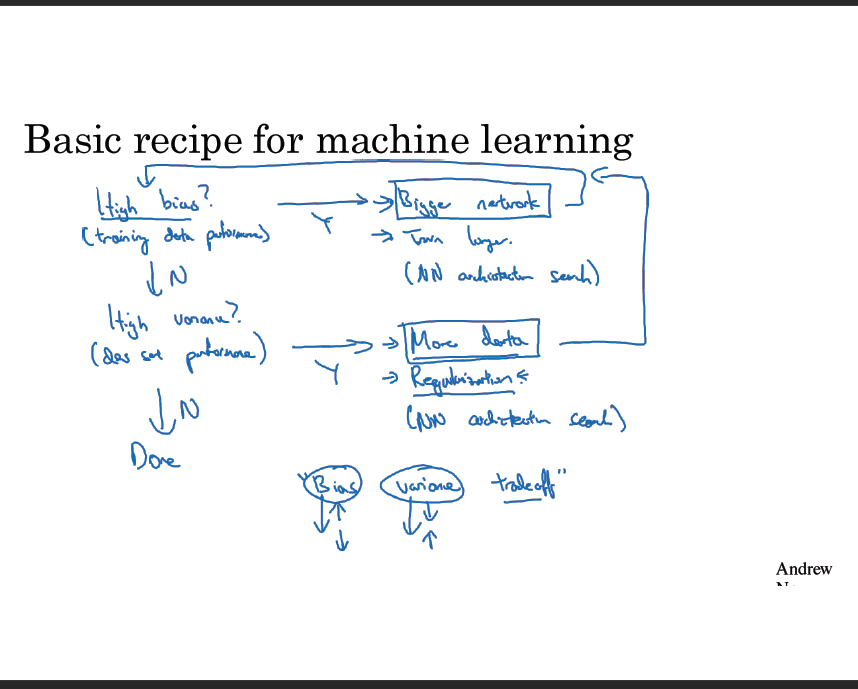 Basic recipe for machine learning
High bias?
Y
Bigger network
(training data performance)
Train longer.
N
(NN architecture search)
High variance?
More data
(dev set performance)
Y
Regularization
N
(NN architecture search)
Done
"Bias variance tradeoff"
Andrew